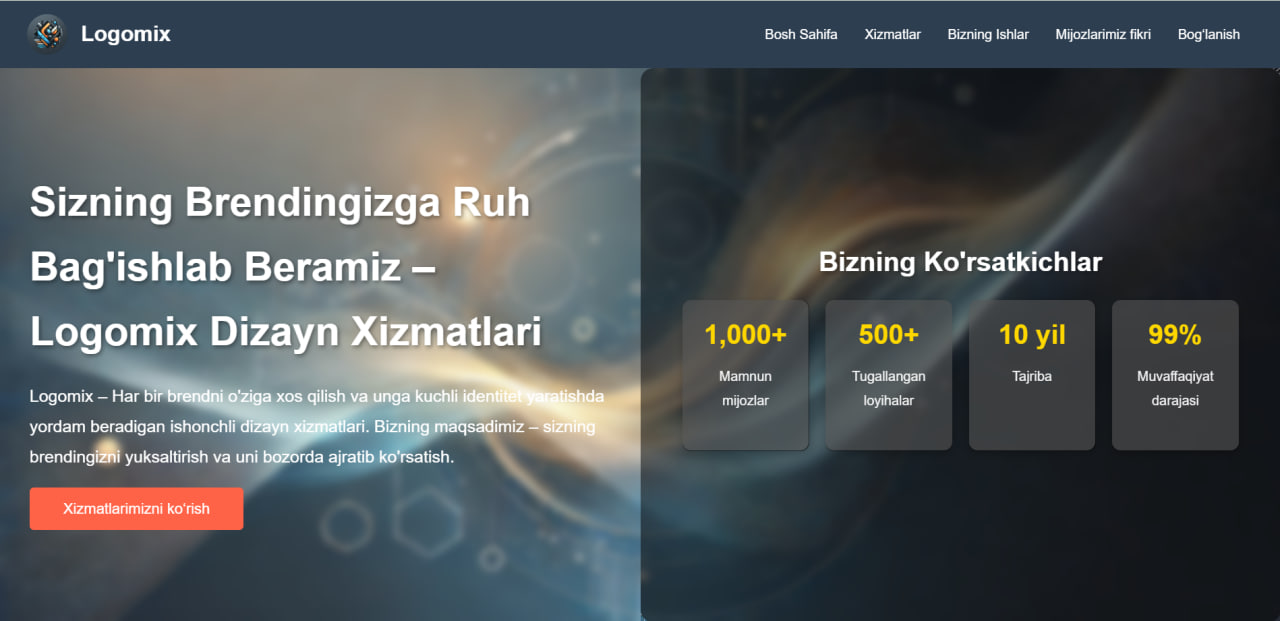 Logomix
Bosh Sahifa
Xizmatlar
Bizning Ishlar
Mijozlarimiz fikri
Bog‘lanish
Sizning Brendingizga Ruh
Bag'ishlab Beramiz –
Logomix Dizayn Xizmatlari
Logomix – Har bir brendni o'ziga xos qilish va unga kuchli identitet yaratishda
yordam beradigan ishonchli dizayn xizmatlari. Bizning maqsadimiz – sizning
brendingizni yuksaltirish va uni bozorda ajratib ko'rsatish.
Xizmatlarimizni ko‘rish
Bizning Ko'rsatkichlar
1,000+
Mamnun
mijozlar
500+
Tugallangan
loyihalar
10 yil
Tajriba
99%
Muvaffaqiyat
darajasi